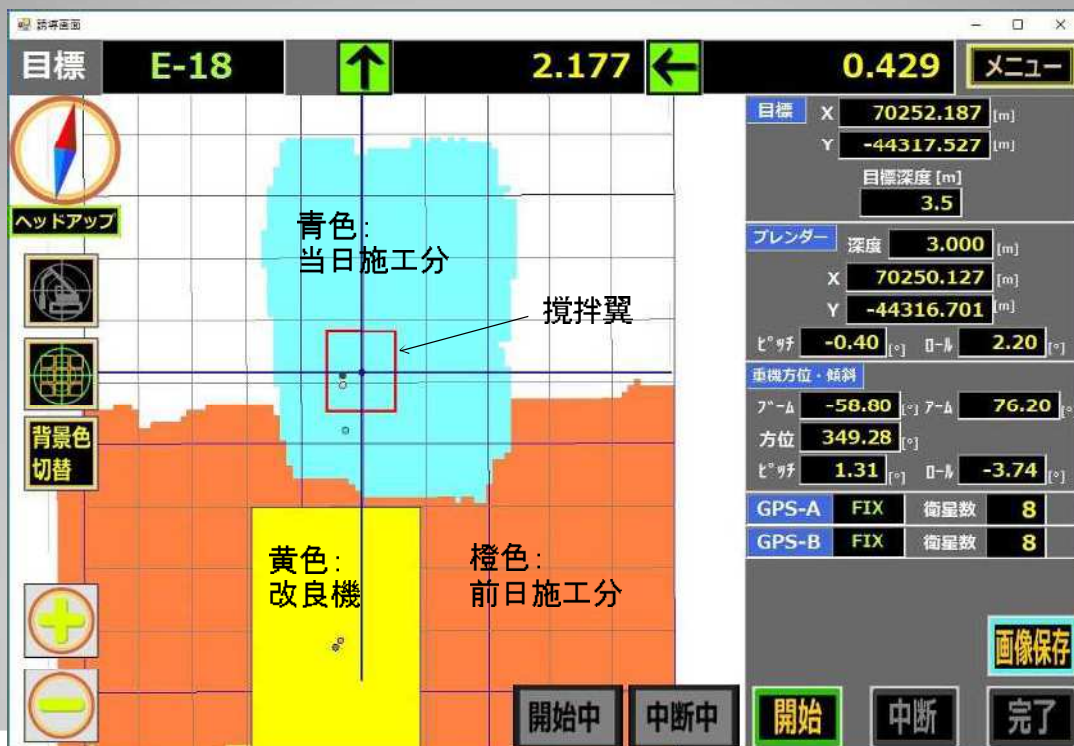 誘導画面
目標 E-18 ↑ 2.177 ← 0.429 メニュー
ヘッドアップ
背景色
切替
青色:
当日施工分
撹拌翼
黄色:
改良機
橙色:
前日施工分
開始中 中断中
目標 X 70252.187 [m]
Y -44317.527 [m]
目標深度 [m]
3.5
ブレンダー 深度 3.000 [m]
X 70250.127 [m]
Y -44316.701 [m]
ピッチ -0.40 [°] ロール 2.20 [°]
重機方位・傾斜
ブーム -58.80 [°] アーム 76.20 [°
方位 349.28 [°]
ピッチ 1.31 [°] ロール -3.74 [°]
GPS-A FIX 衛星数 8
GPS-B FIX 衛星数 8
画像保存
開始 中断 完了